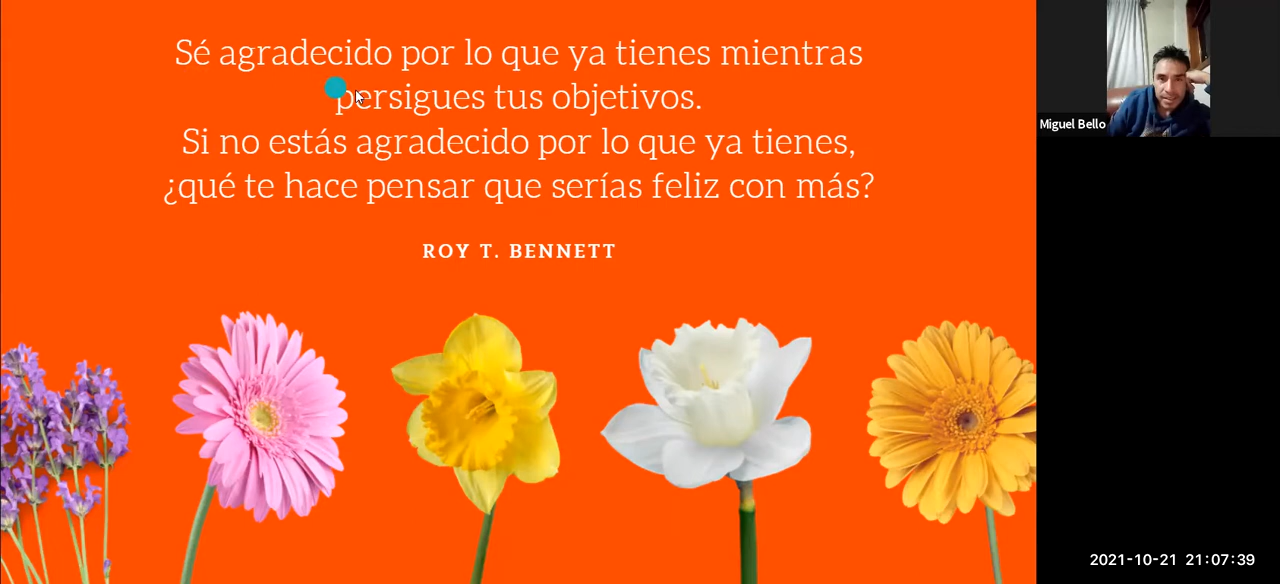 Sé agradecido por lo que ya tienes mientras
persigues tus objetivos.
Si no estás agradecido por lo que ya tienes,
¿qué te hace pensar que serías feliz con más?
ROY T. BENNETT
Miguel Bello
2021-10-21 21:07:39